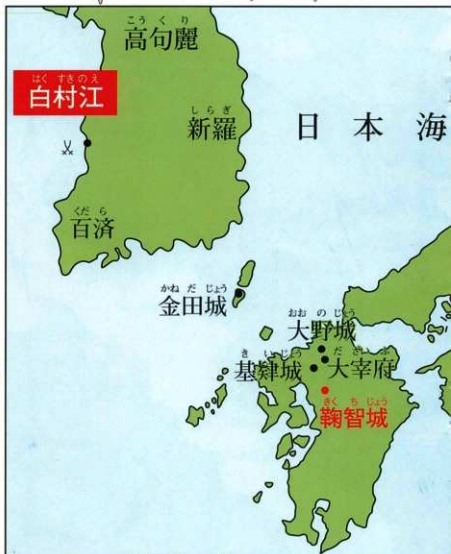 こうくり
高句麗
はくすきのえ
白村江
しらぎ
新羅
日本海
くだら
百済
かねだじょう
金田城
おおのじょう
大野城
きいじょう
基肄城
だざいふ
大宰府
きくちじょう
鞠智城